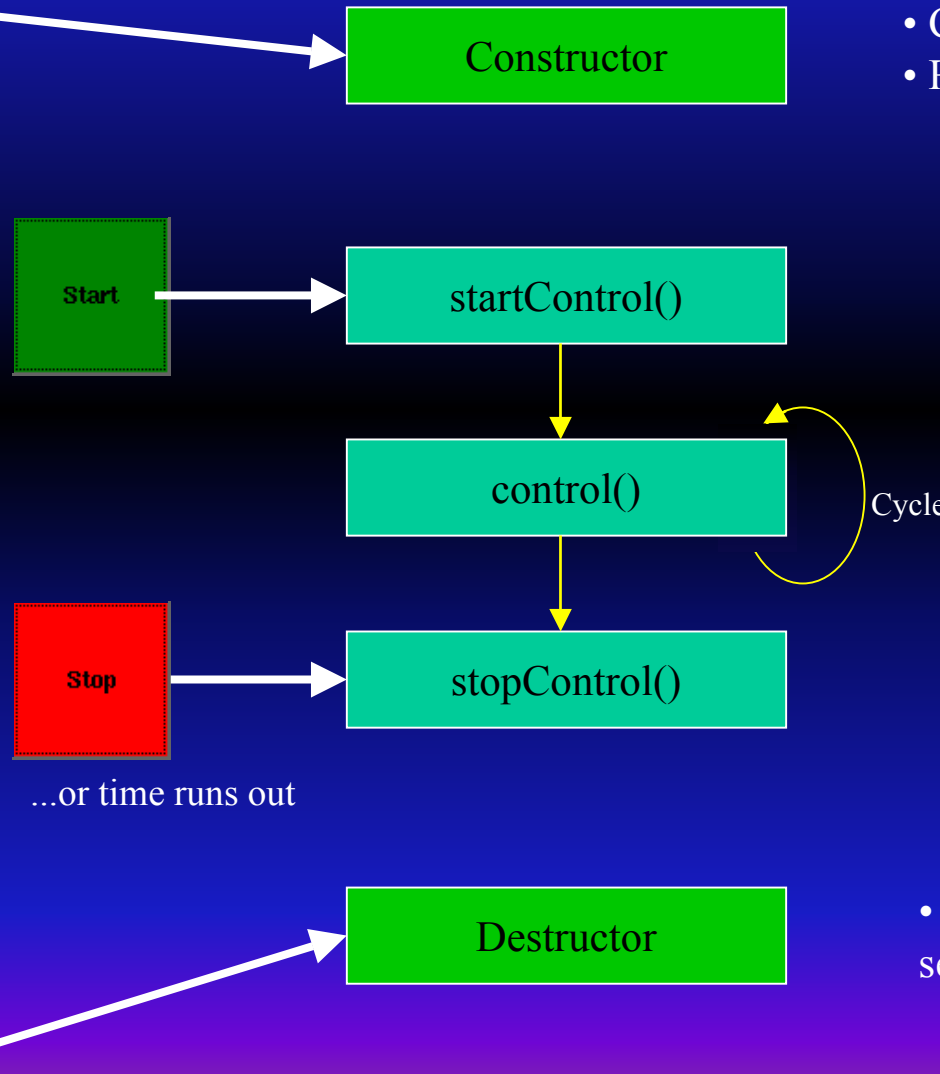 Constructor
Start
startControl()
control()
Stop
stopControl()
...or time runs out
Destructor